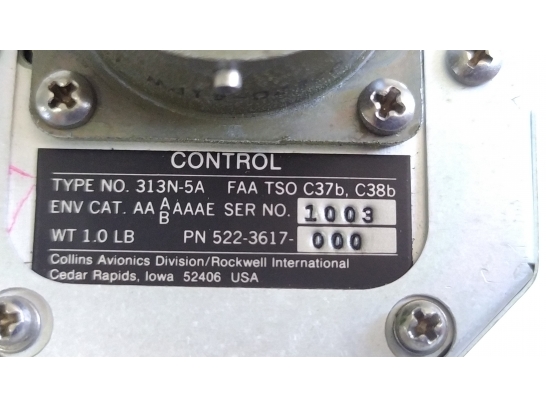 CONTROL
TYPE NO. 313N-5A FAA TSO C37b, C38b
ENV CAT. AA A/B AAAE SER NO. 1003
WT 1.0 LB PN 522-3617- 000
Collins Avionics Division/Rockwell International
Cedar Rapids, Iowa 52406 USA